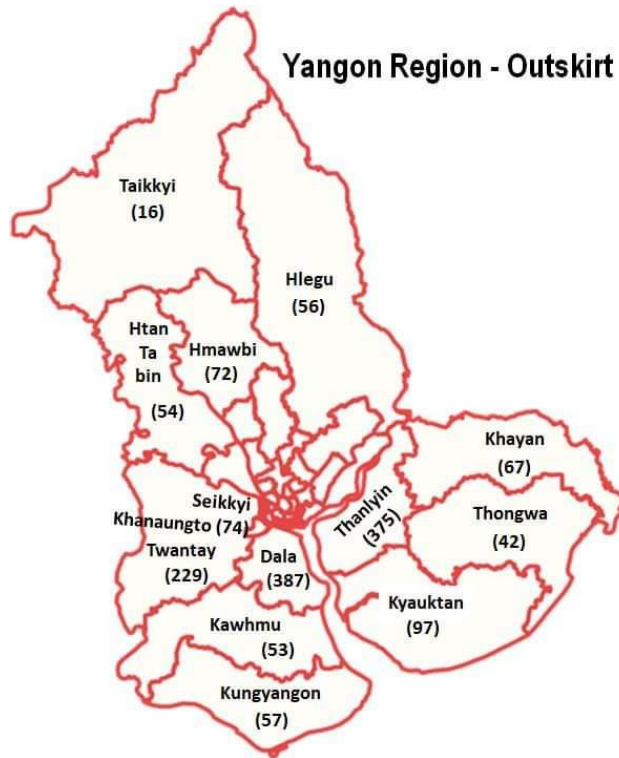 Yangon Region - Outskirt
Taikkyi
(16)
Hlegu
(56)
Htan
Ta
bin
(54)
Hmawbi
(72)
Khayan
(67)
Seikkyi
Khanaungto (74)
Thanlyin
(375)
Thongwa
(42)
Twantay
(229)
Dala
(387)
Kyauktan
(97)
Kawhmu
(53)
Kungyangon
(57)